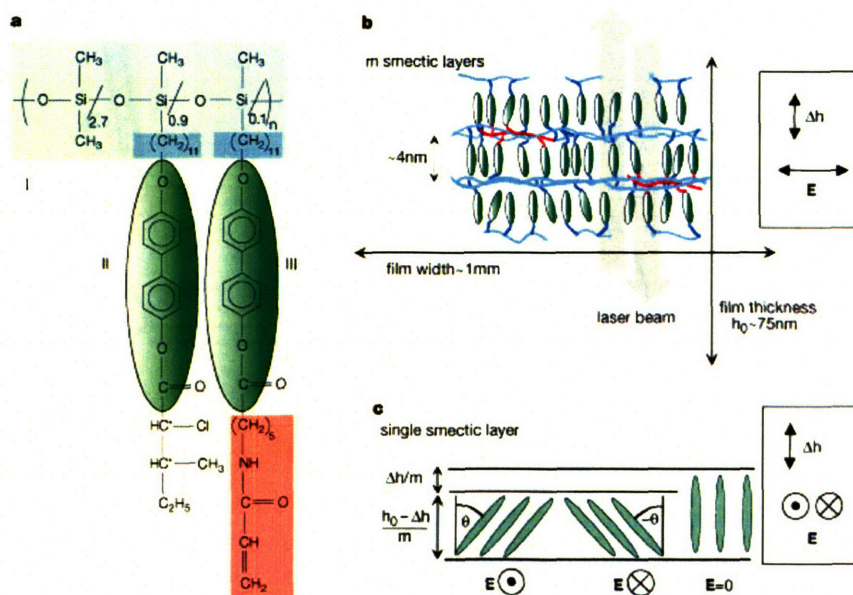 a
CH₃ CH₃ CH₃
O Si O Si O Si
2.7 0.9 0.1 n
CH₃ (CH₂)₁₁ (CH₂)₁₁
I
O O
II III
O O
C O C O
HC* Cl (CH₂)₅
HC* CH₃ NH
C₂H₅ C O
CH
CH₂
b
m smectic layers
~4nm
film width~1mm
laser beam
film thickness
h₀~75nm
Δh
E
c
single smectic layer
Δh/m
h₀ – Δh
m
θ –θ
E E E=0
Δh
E